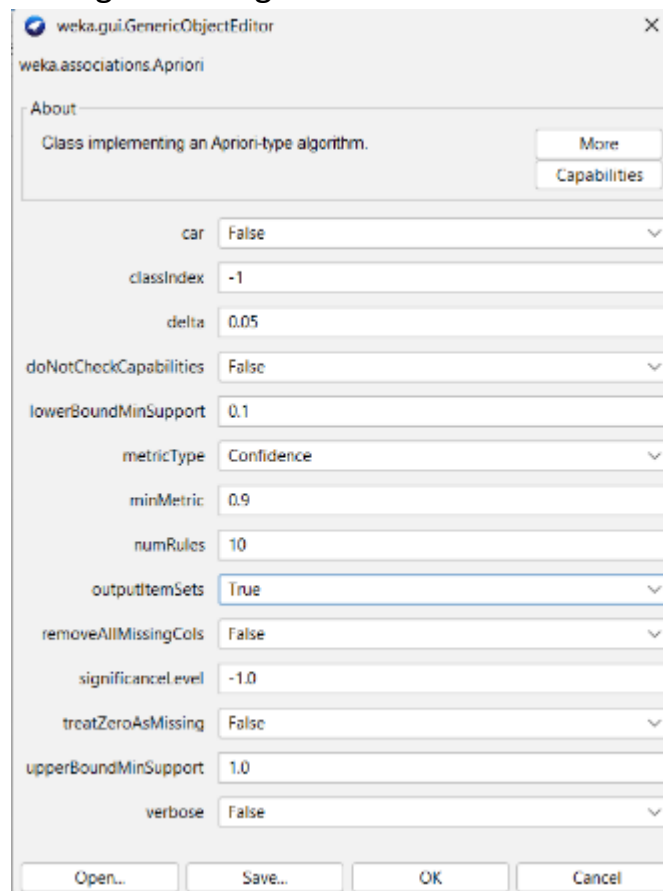 weka.gui.GenericObjectEditor
weka.associations.Apriori
About
Class implementing an Apriori-type algorithm.
More
Capabilities
car False
classIndex -1
delta 0.05
doNotCheckCapabilities False
lowerBoundMinSupport 0.1
metricType Confidence
minMetric 0.9
numRules 10
outputItemSets True
removeAllMissingCols False
significanceLevel -1.0
treatZeroAsMissing False
upperBoundMinSupport 1.0
verbose False
Open... Save... OK Cancel